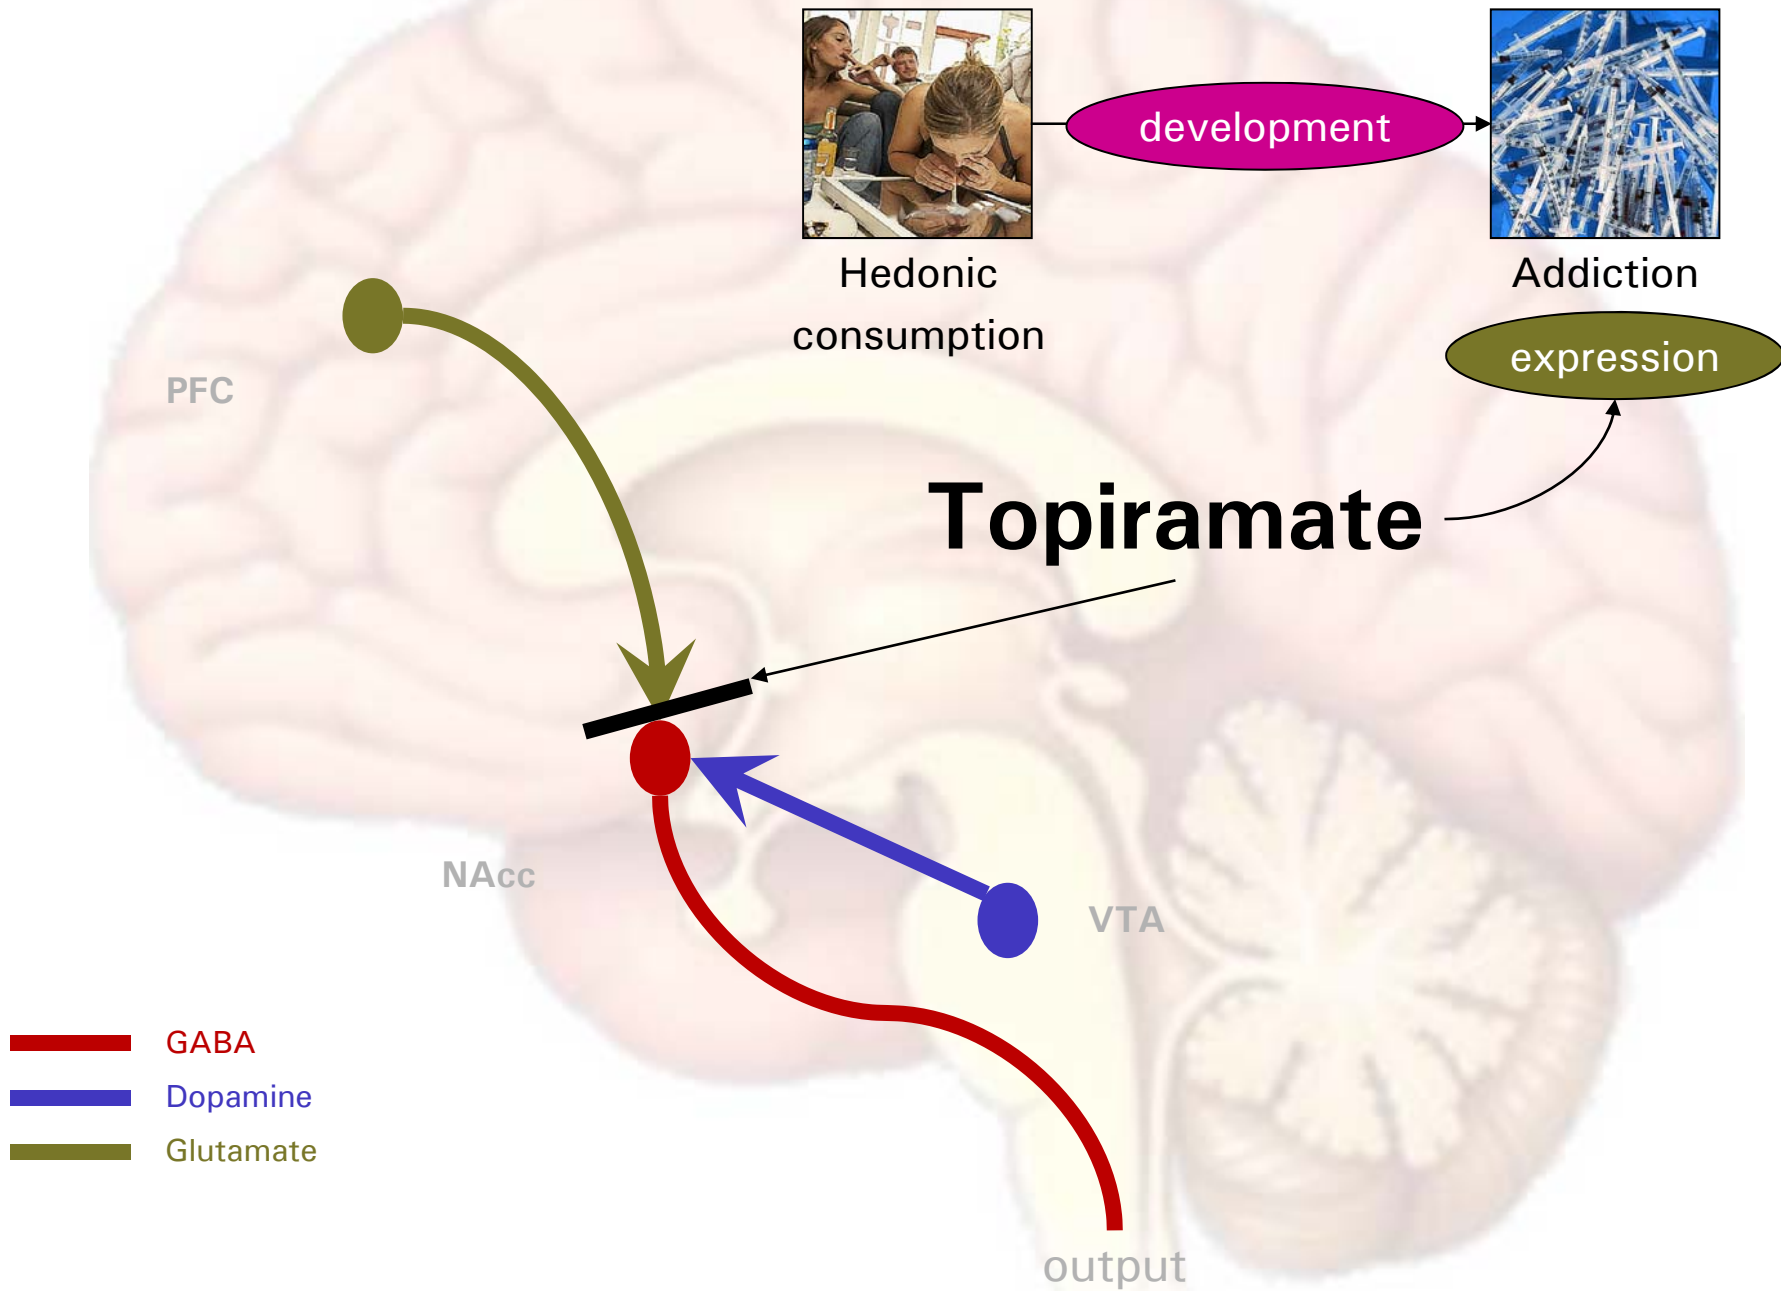 development
Hedonic
consumption
Addiction
expression
PFC
Topiramate
NAcc
VTA
GABA
Dopamine
Glutamate
output